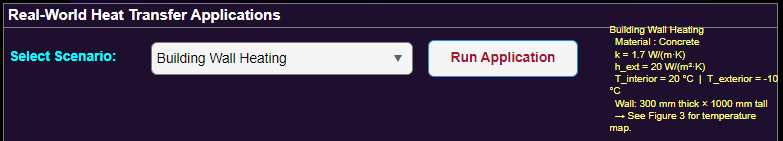 Real-World Heat Transfer Applications
Select Scenario:
Building Wall Heating
Run Application
Building Wall Heating
Material : Concrete
k = 1.7 W/(m·K)
h_ext = 20 W/(m²·K)
T_interior = 20 °C | T_exterior = -10
°C
Wall: 300 mm thick × 1000 mm tall
→ See Figure 3 for temperature
map.